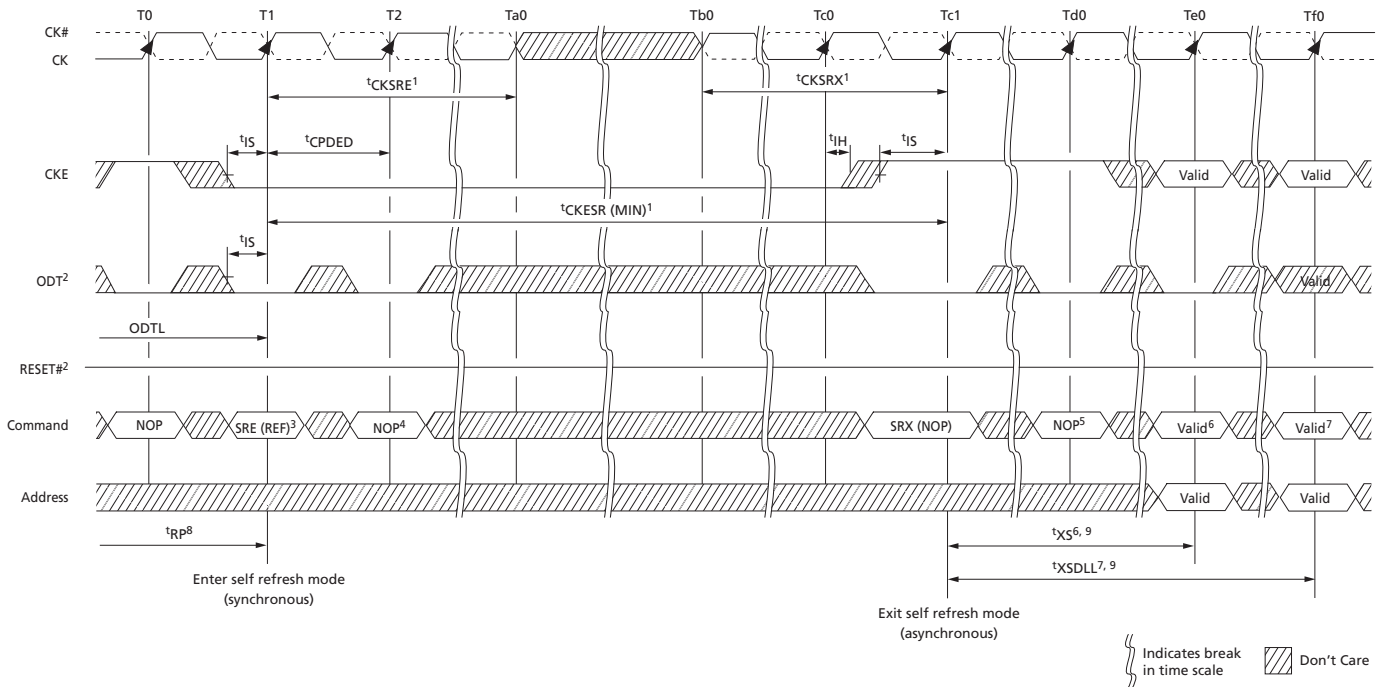 T0 T1 T2 Ta0 Tb0 Tc0 Tc1 Td0 Te0 Tf0
CK#
CK
tCKSRE1 tCKSRX1
tIS tCPDED tIH tIS
CKE Valid Valid
tCKESR (MIN)1
tIS
ODT2 Valid
ODTL
RESET#2
Command NOP SRE (REF)3 NOP4 SRX (NOP) NOP5 Valid6 Valid7
Address Valid Valid
tRP8 tXS6, 9
Enter self refresh mode
(synchronous)
tXSDLL7, 9
Exit self refresh mode
(asynchronous)
Indicates break
in time scale
Don't Care